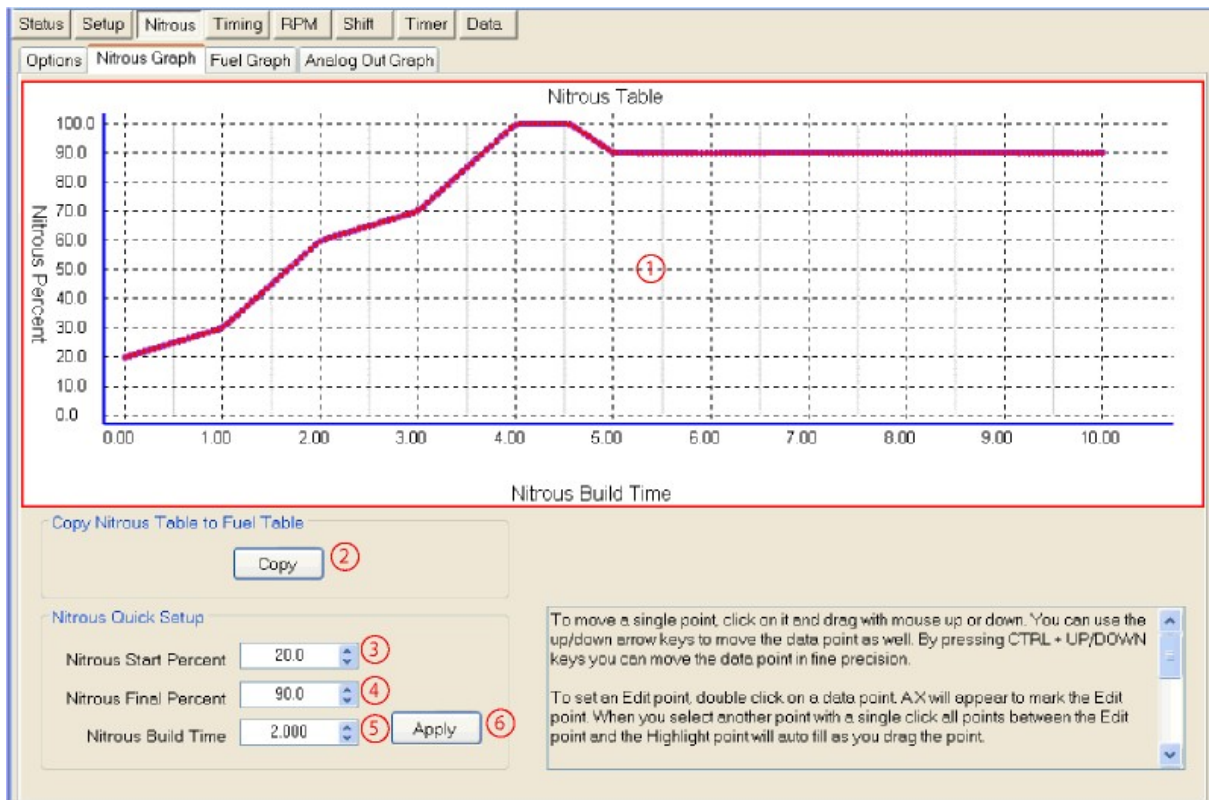 Status Setup Nitrous Timing RPM Shift Timer Data
Options Nitrous Graph Fuel Graph Analog Out Graph
Nitrous Table
Nitrous Percent
100.0
90.0
80.0
70.0
60.0
50.0
40.0
30.0
20.0
10.0
0.0
1
0.00 1.00 2.00 3.00 4.00 5.00 6.00 7.00 8.00 9.00 10.00
Nitrous Build Time
Copy Nitrous Table to Fuel Table
Copy 2
Nitrous Quick Setup
Nitrous Start Percent 20.0 3
Nitrous Final Percent 90.0 4
Nitrous Build Time 2.000 5 Apply 6
To move a single point, click on it and drag with mouse up or down. You can use the
up/down arrow keys to move the data point as well. By pressing CTRL + UP/DOWN
keys you can move the data point in fine precision.
To set an Edit point, double click on a data point. AX will appear to mark the Edit
point. When you select another point with a single click all points between the Edit
point and the Highlight point will auto fill as you drag the point.